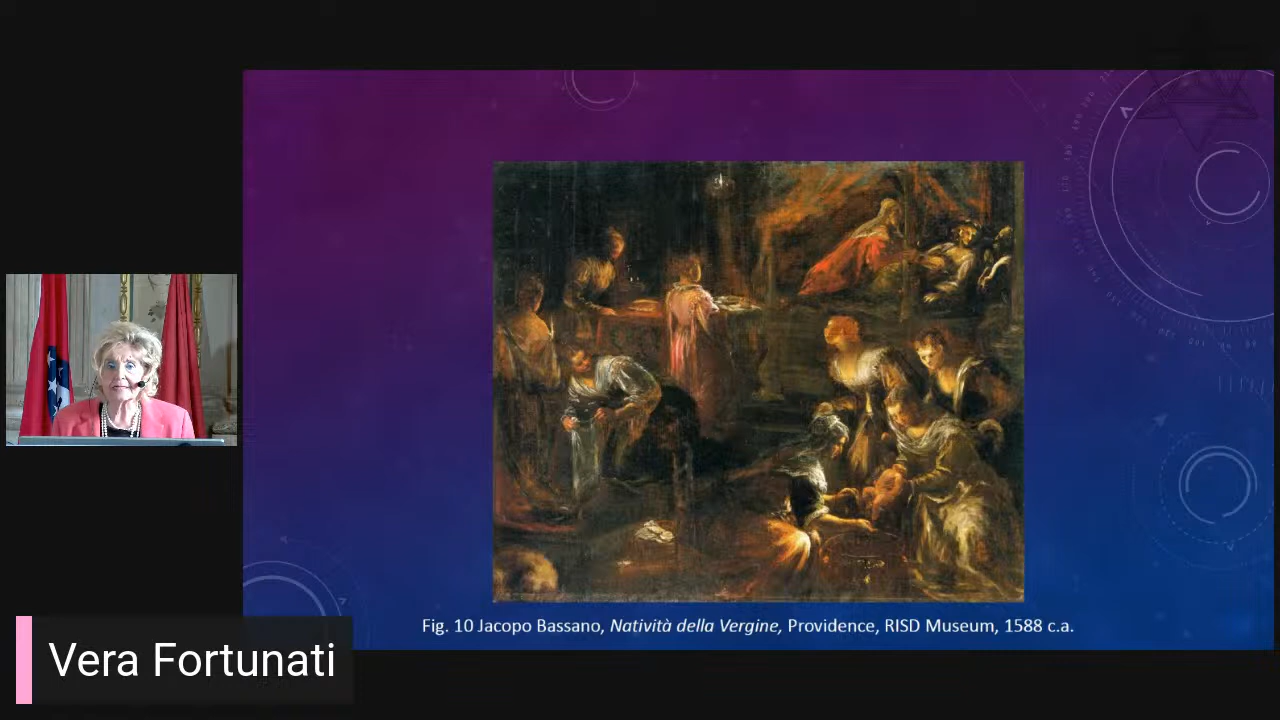 Fig. 10 Jacopo Bassano, Natività della Vergine, Providence, RISD Museum, 1588 c.a.
Vera Fortunati